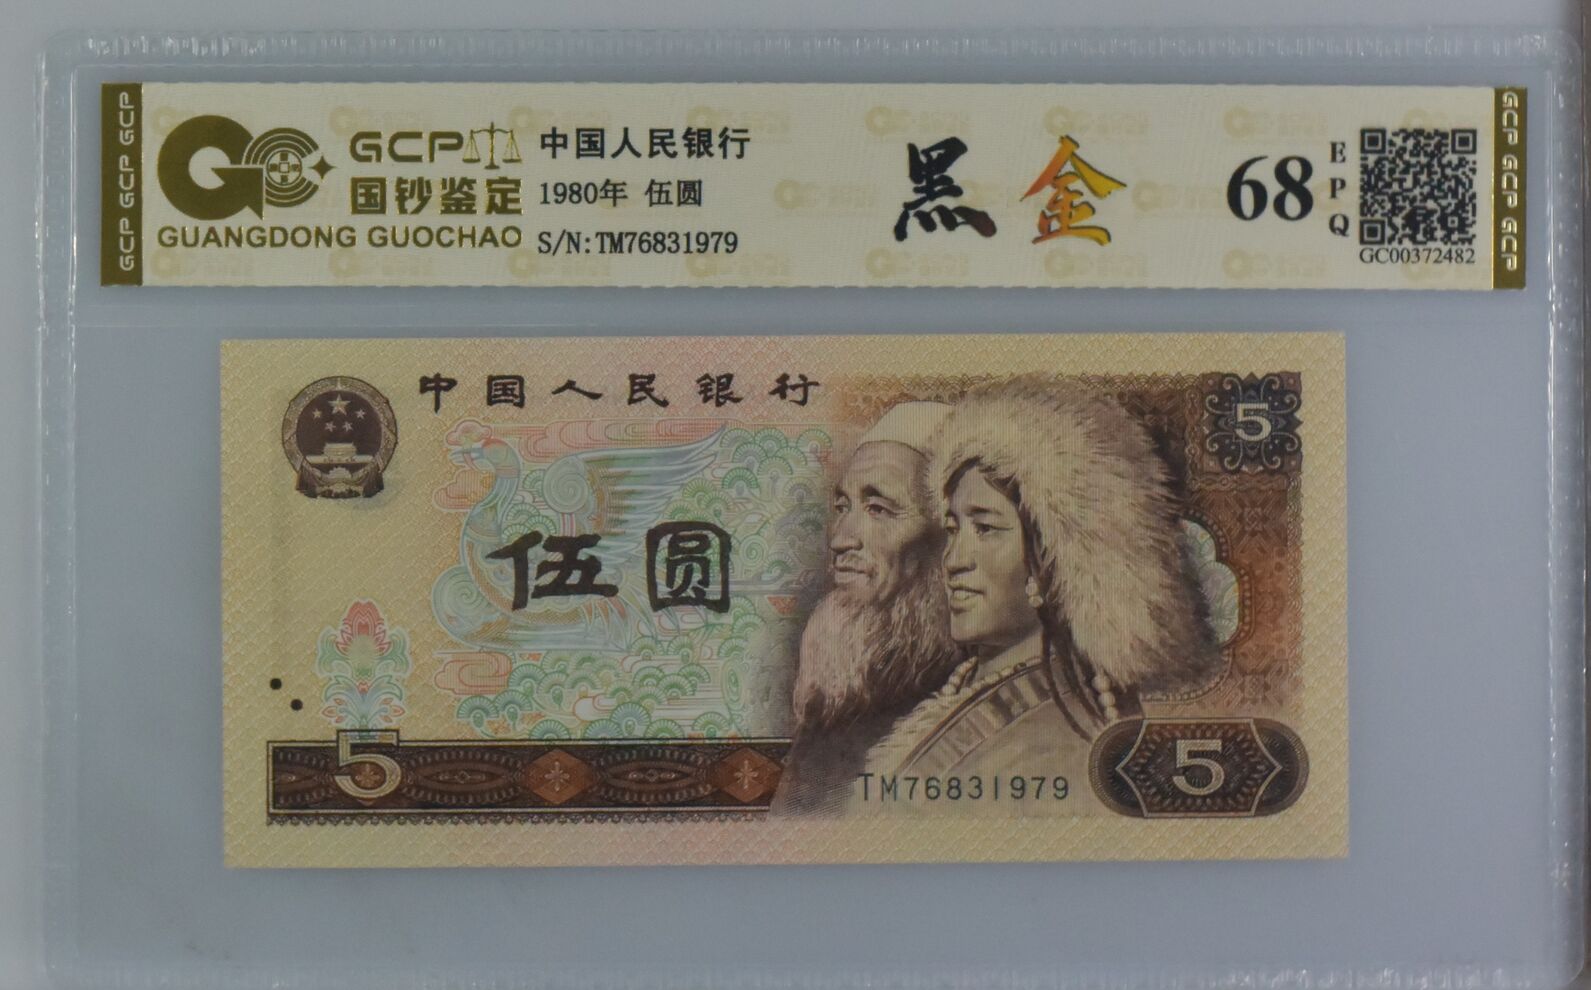 GCP GCP GCP
GCP
国钞鉴定
GUANGDONG GUOCHAO
中国人民银行
1980年 伍圆
S/N:TM76831979
黑金
68
EPQ
GC00372482
GCP GCP GCP
中国人民银行
5
伍圆
5
TM76831979
5